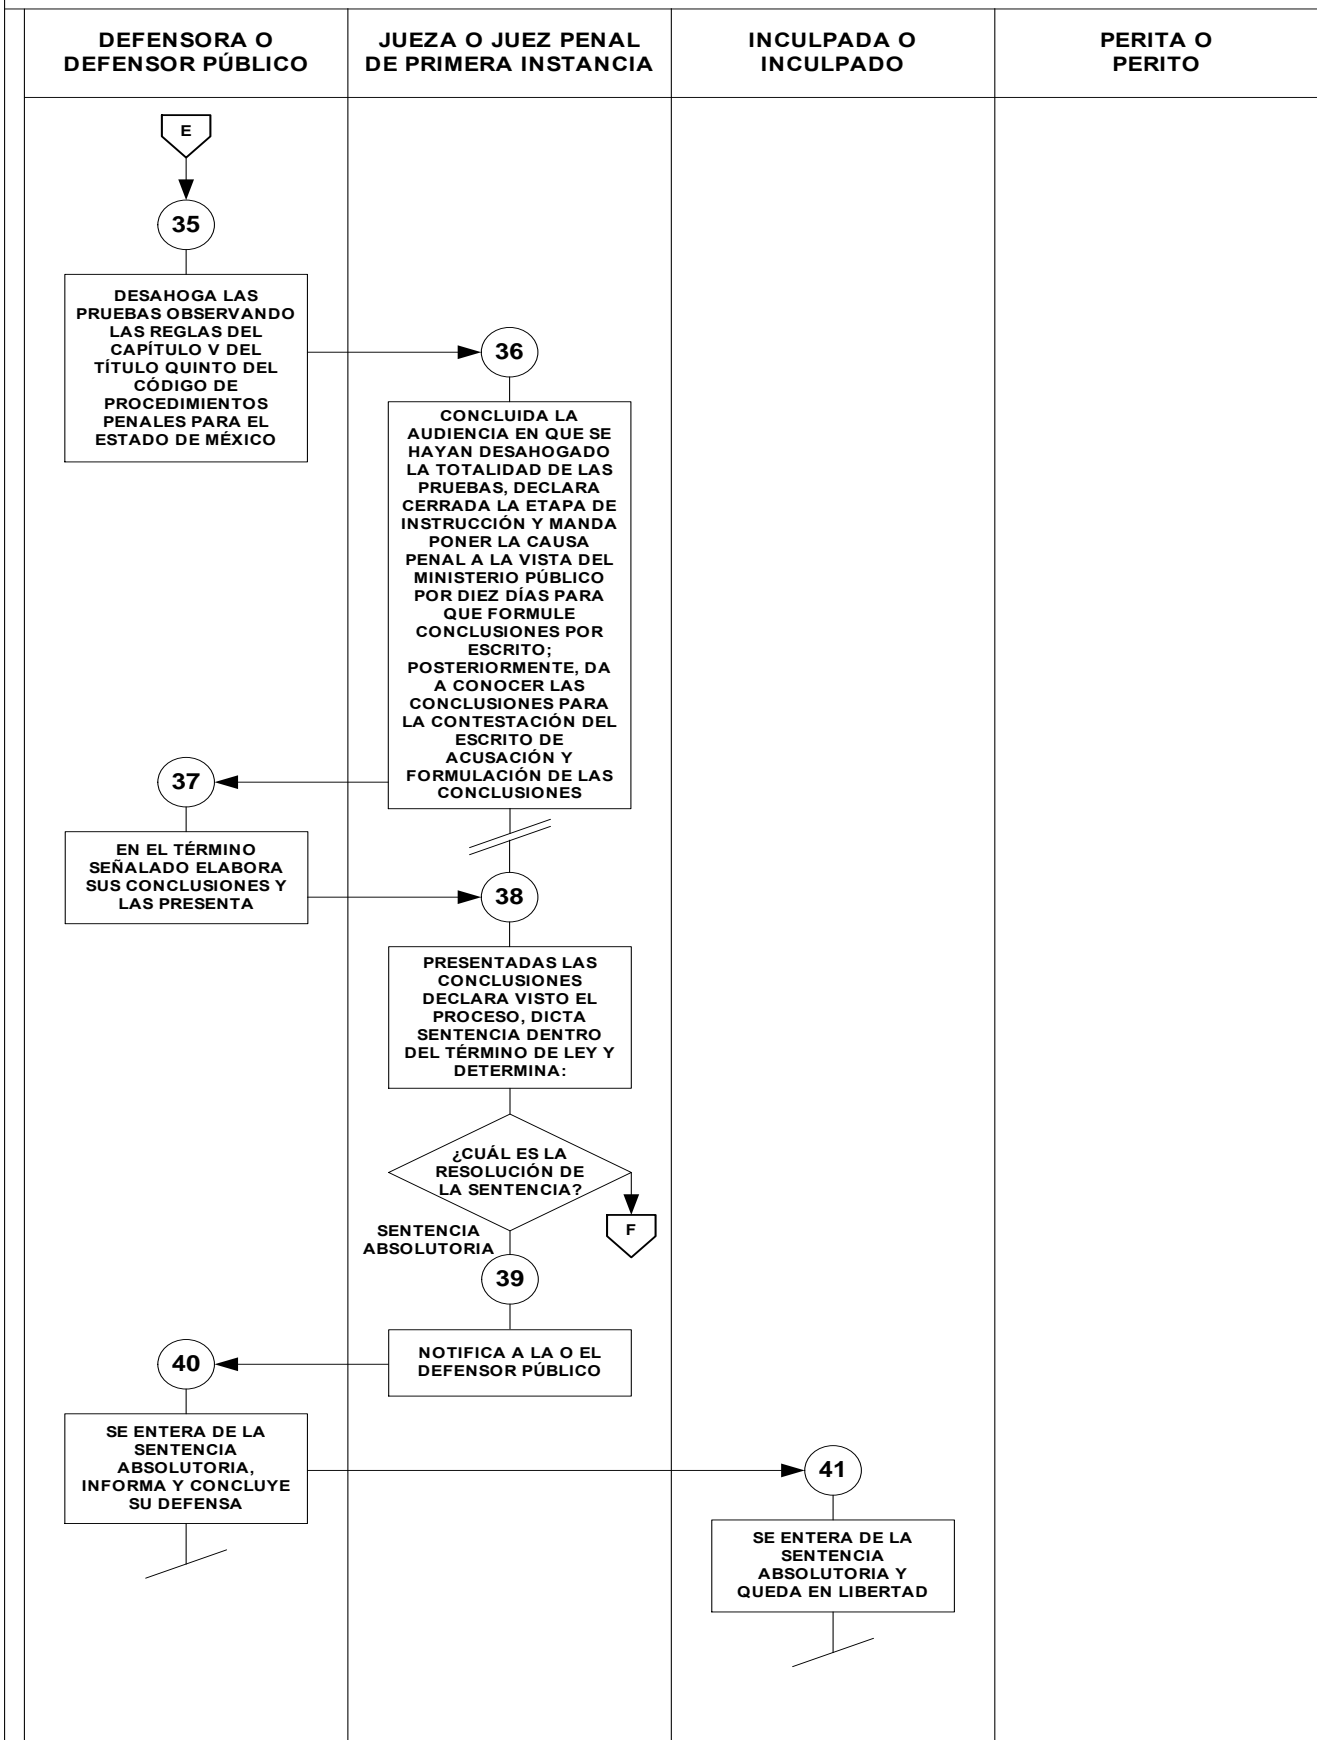 DEFENSORA O
DEFENSOR PÚBLICO
JUEZA O JUEZ PENAL
DE PRIMERA INSTANCIA
INCULPADA O
INCULPADO
PERITA O
PERITO
E
35
DESAHOGA LAS
PRUEBAS OBSERVANDO
LAS REGLAS DEL
CAPÍTULO V DEL
TÍTULO QUINTO DEL
CÓDIGO DE
PROCEDIMIENTOS
PENALES PARA EL
ESTADO DE MÉXICO
36
CONCLUIDA LA
AUDIENCIA EN QUE SE
HAYAN DESAHOGADO
LA TOTALIDAD DE LAS
PRUEBAS, DECLARA
CERRADA LA ETAPA DE
INSTRUCCIÓN Y MANDA
PONER LA CAUSA
PENAL A LA VISTA DEL
MINISTERIO PÚBLICO
POR DIEZ DÍAS PARA
QUE FORMULE
CONCLUSIONES POR
ESCRITO;
POSTERIORMENTE, DA
A CONOCER LAS
CONCLUSIONES PARA
LA CONTESTACIÓN DEL
ESCRITO DE
ACUSACIÓN Y
FORMULACIÓN DE LAS
CONCLUSIONES
37
EN EL TÉRMINO
SEÑALADO ELABORA
SUS CONCLUSIONES Y
LAS PRESENTA
38
PRESENTADAS LAS
CONCLUSIONES
DECLARA VISTO EL
PROCESO, DICTA
SENTENCIA DENTRO
DEL TÉRMINO DE LEY Y
DETERMINA:
¿CUÁL ES LA
RESOLUCIÓN DE
LA SENTENCIA?
F
SENTENCIA
ABSOLUTORIA
39
NOTIFICA A LA O EL
DEFENSOR PÚBLICO
40
SE ENTERA DE LA
SENTENCIA
ABSOLUTORIA,
INFORMA Y CONCLUYE
SU DEFENSA
41
SE ENTERA DE LA
SENTENCIA
ABSOLUTORIA Y
QUEDA EN LIBERTAD